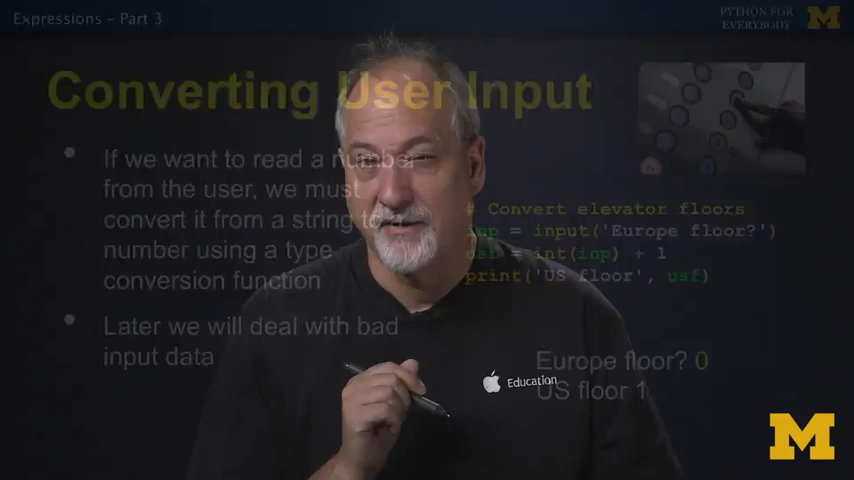 Expressions - Part 3
PYTHON FOR
EVERYBODY
Converting User Input
If we want to read a number
from the user, we must
convert it from a string to
number using a type
conversion function
Later we will deal with bad
input data
# Convert elevator floors
inp = input('Europe floor?')
usf = int(inp) + 1
print('US floor', usf)
Europe floor? 0
US floor 1
Education
M